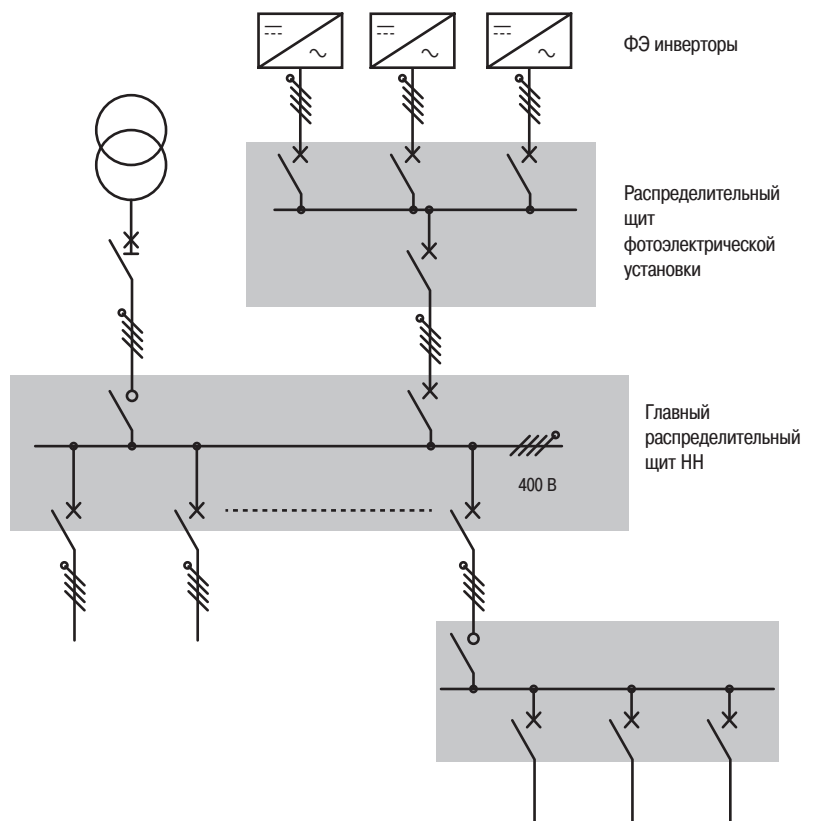 ФЭ инверторы
Распределительный
щит
фотоэлектрической
установки
Главный
распределительный
щит НН
400 В